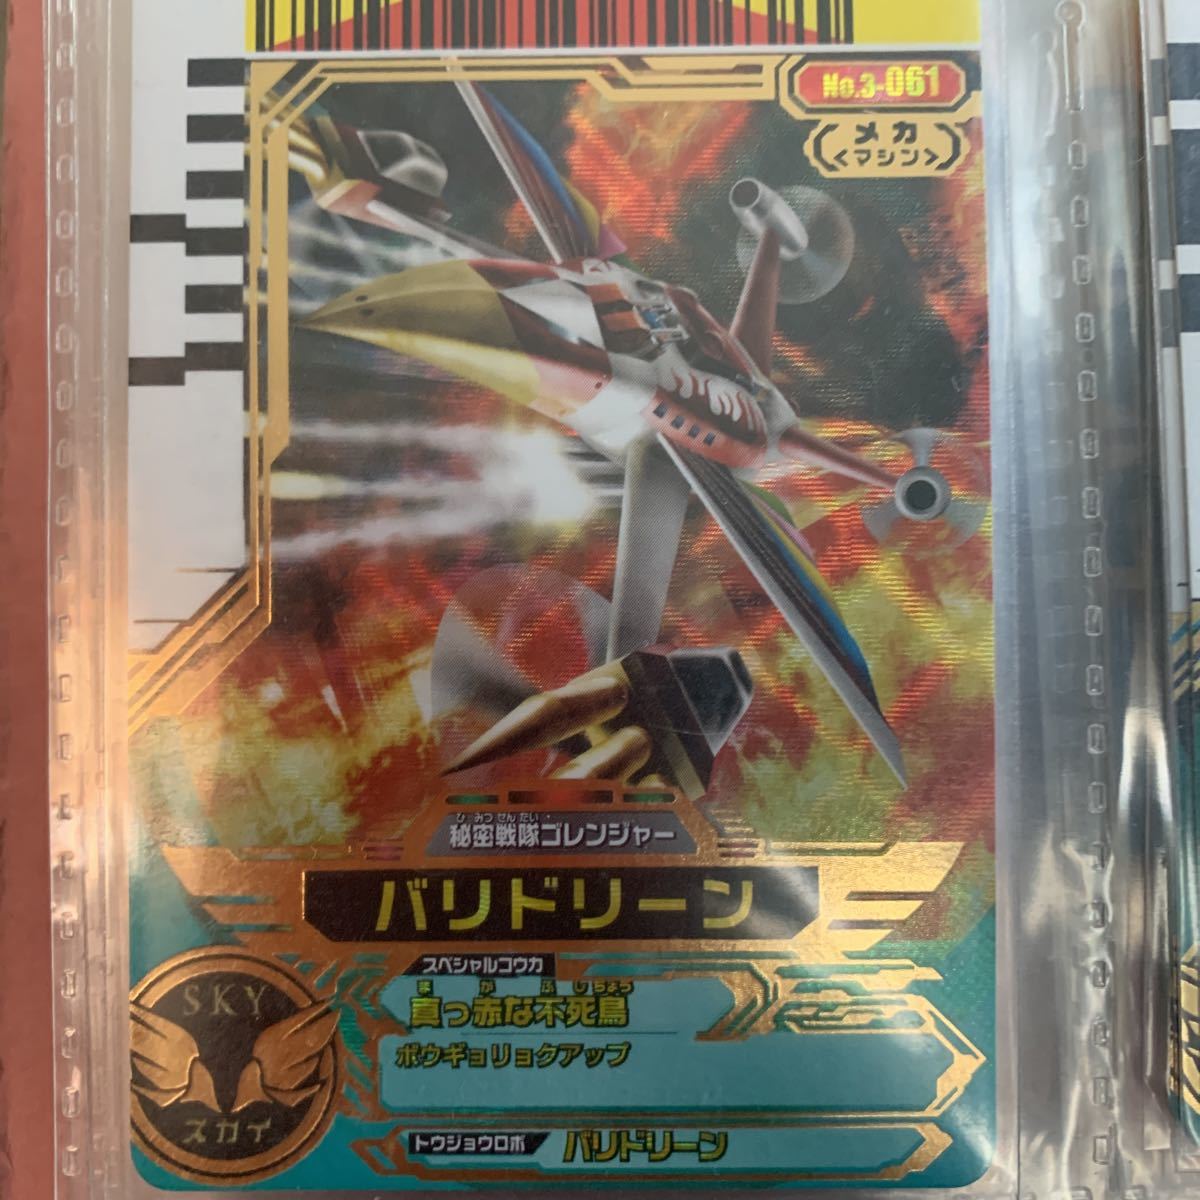 No.3-061
メカ
<マシン>
ひみつせんたい
秘密戦隊ゴレンジャー
バリドリーン
スペシャルコウカ
まかふしちょう
真っ赤な不死鳥
ボウギョリョクアップ
トウジョウロボ
バリドリーン
SKY
スカイ